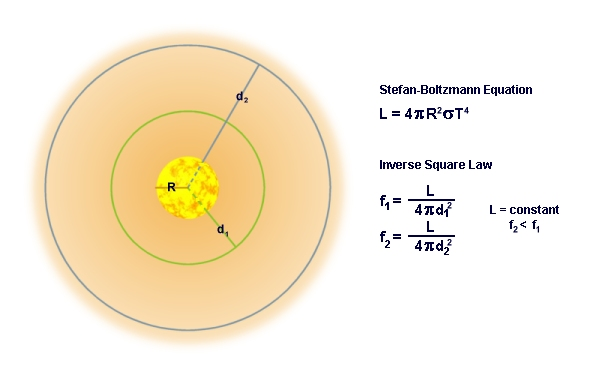 d₂
R
d₁
Stefan-Boltzmann Equation
L = 4πR²σT⁴
Inverse Square Law
f₁ = L / 4πd₁²
L = constant
f₂ < f₁
f₂ = L / 4πd₂²